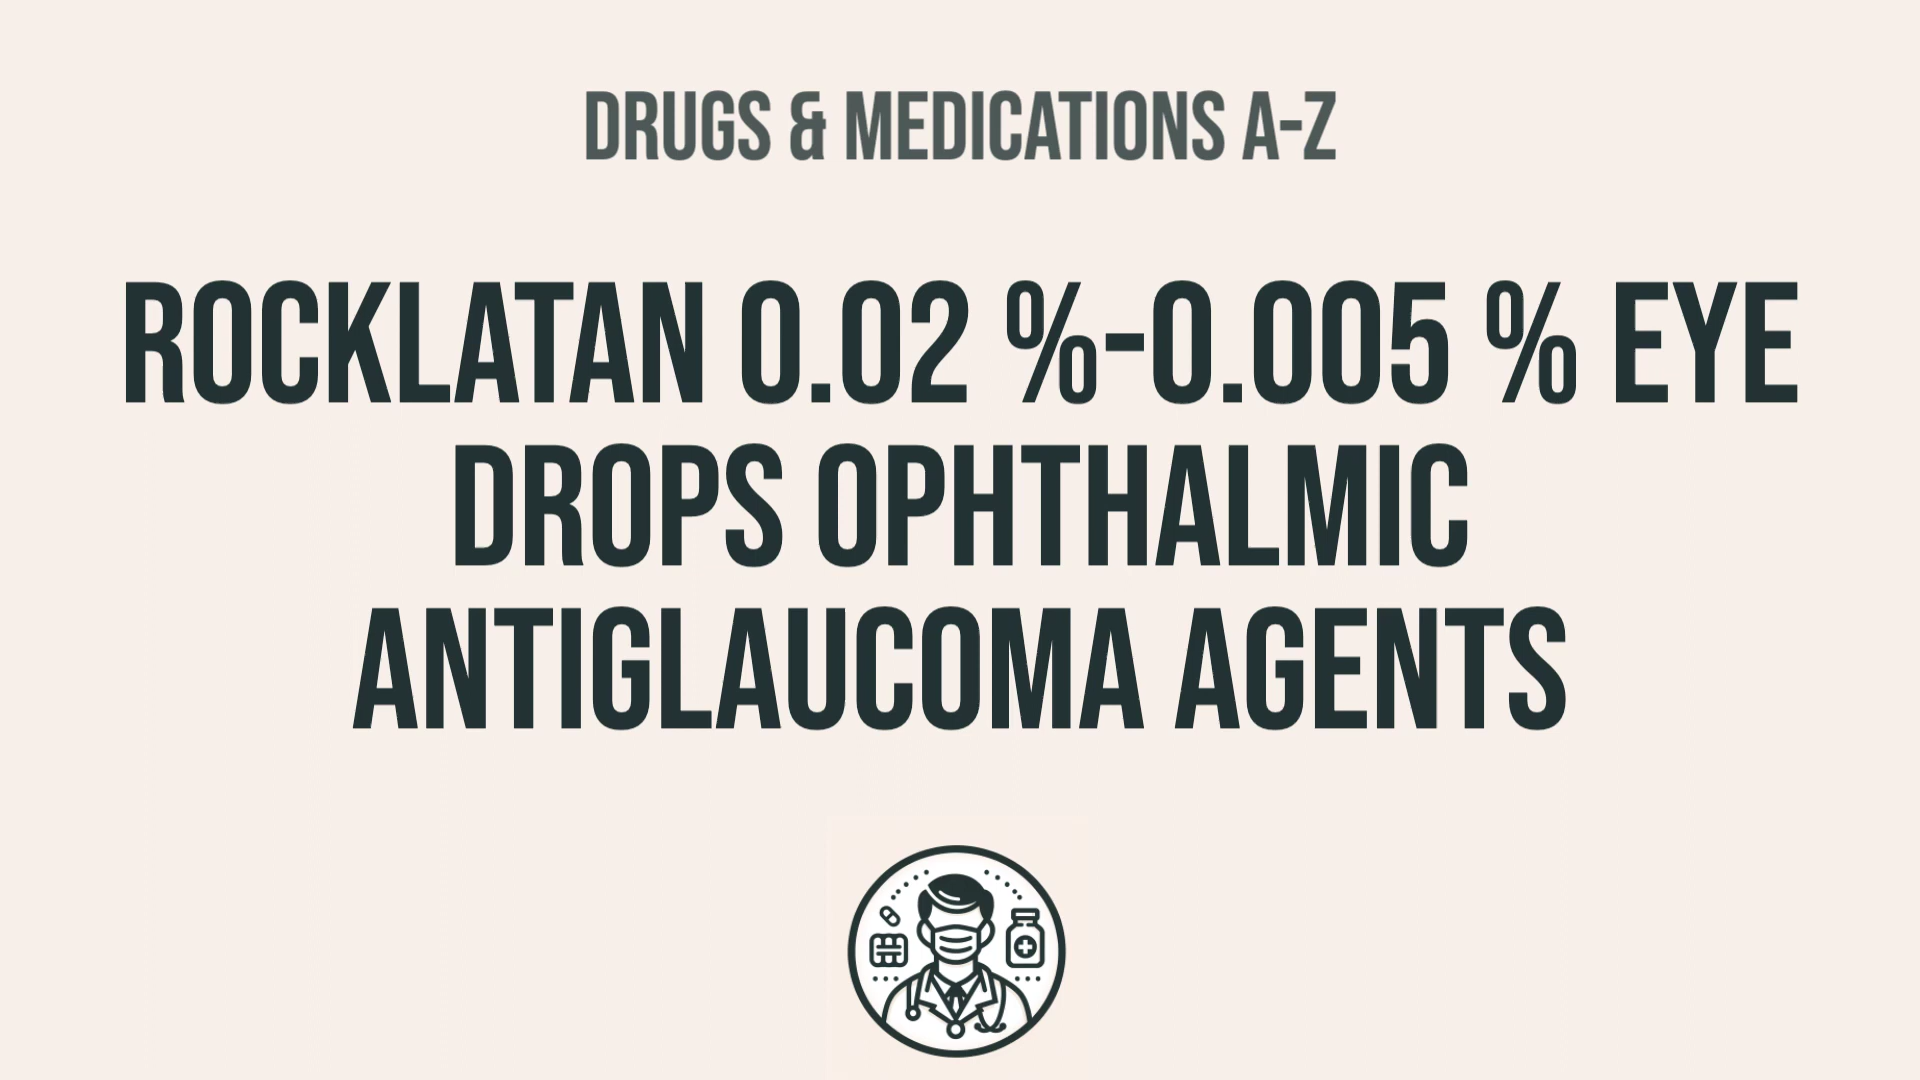 DRUGS & MEDICATIONS A-Z
ROCKLATAN 0.02 %-0.005 % EYE
DROPS OPHTHALMIC
ANTIGLAUCOMA AGENTS